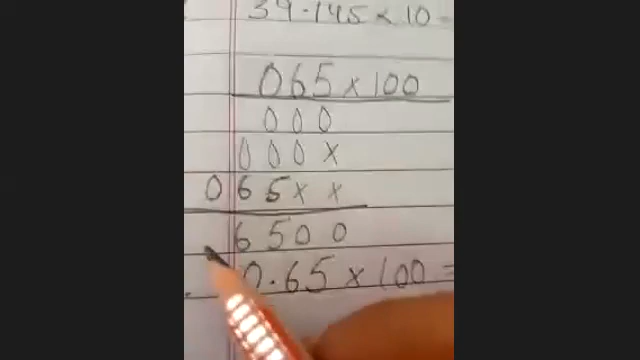 39.145 × 10 =
065 × 100
000
000 ×
065 × ×
6500
0.65 × 100 =